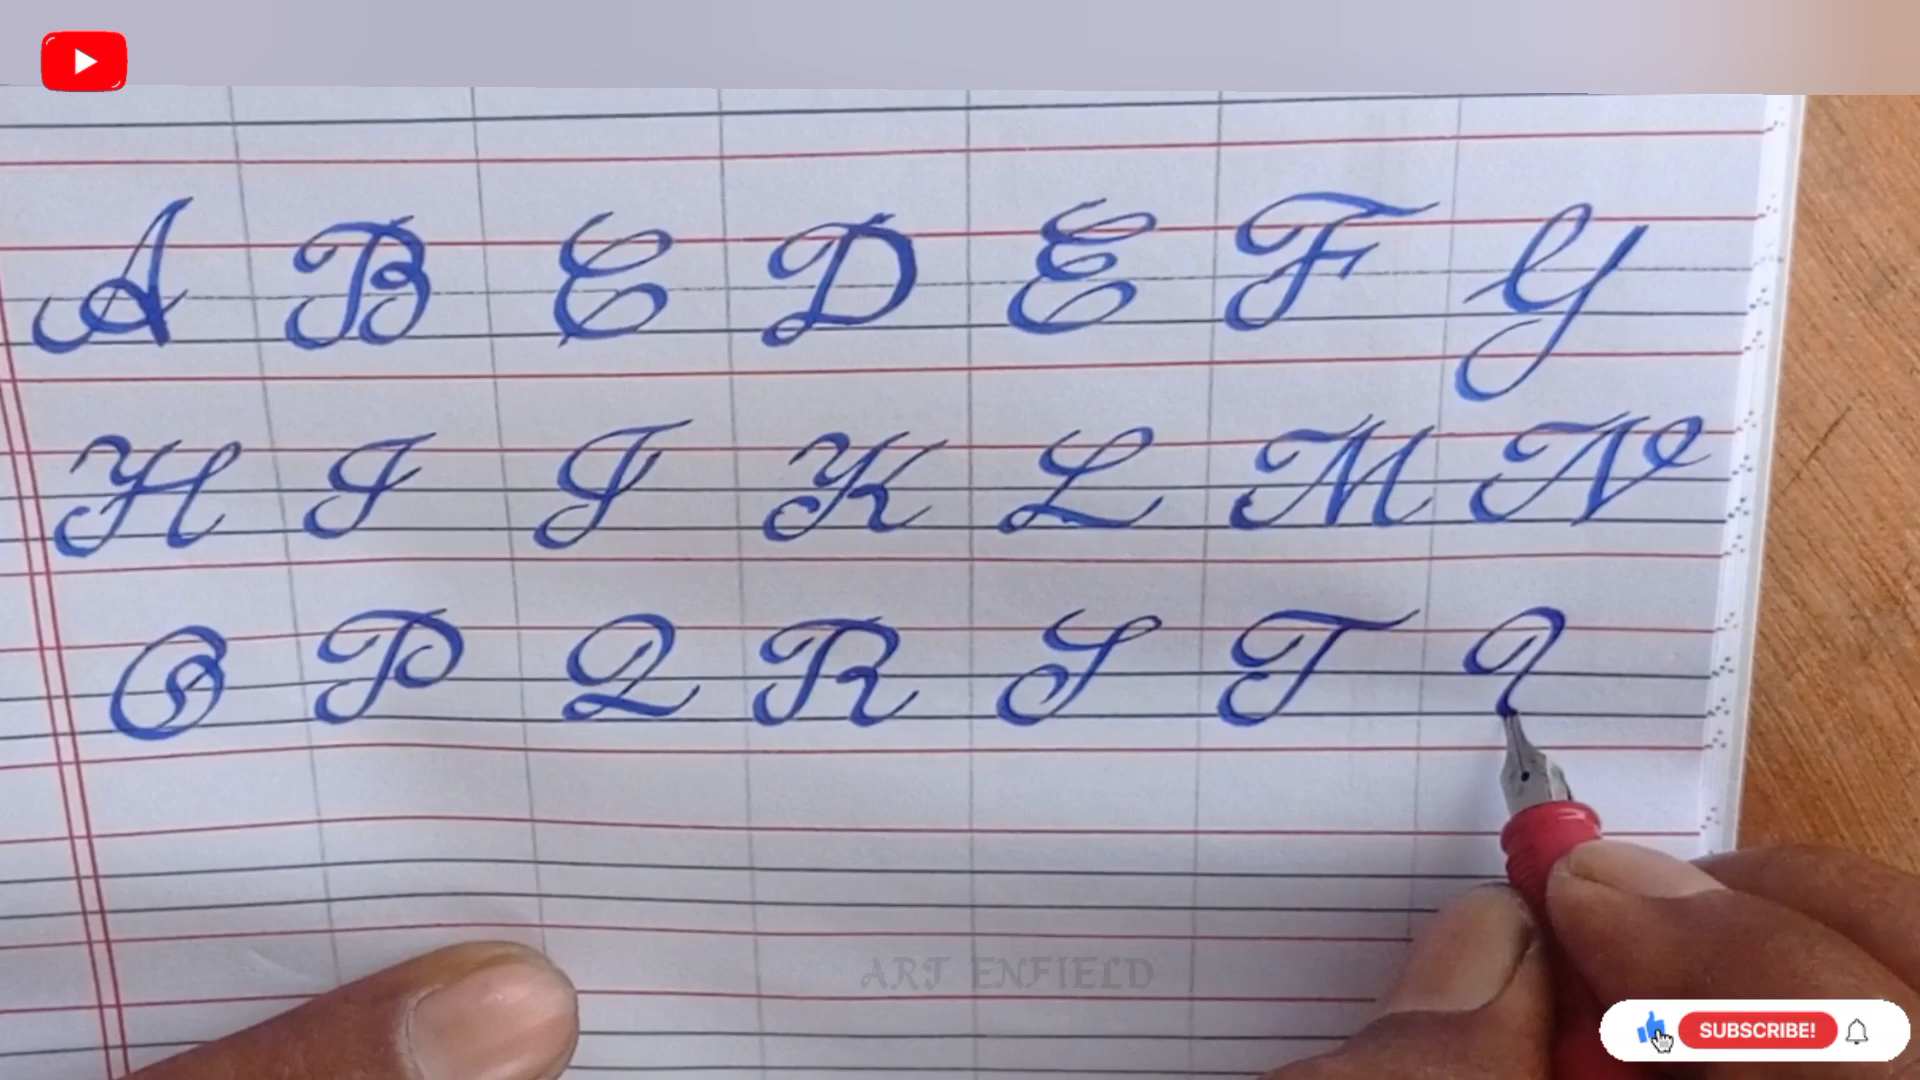 A B C D E F G
H I J K L M N
O P Q R S T
ART ENFIELD
SUBSCRIBE!